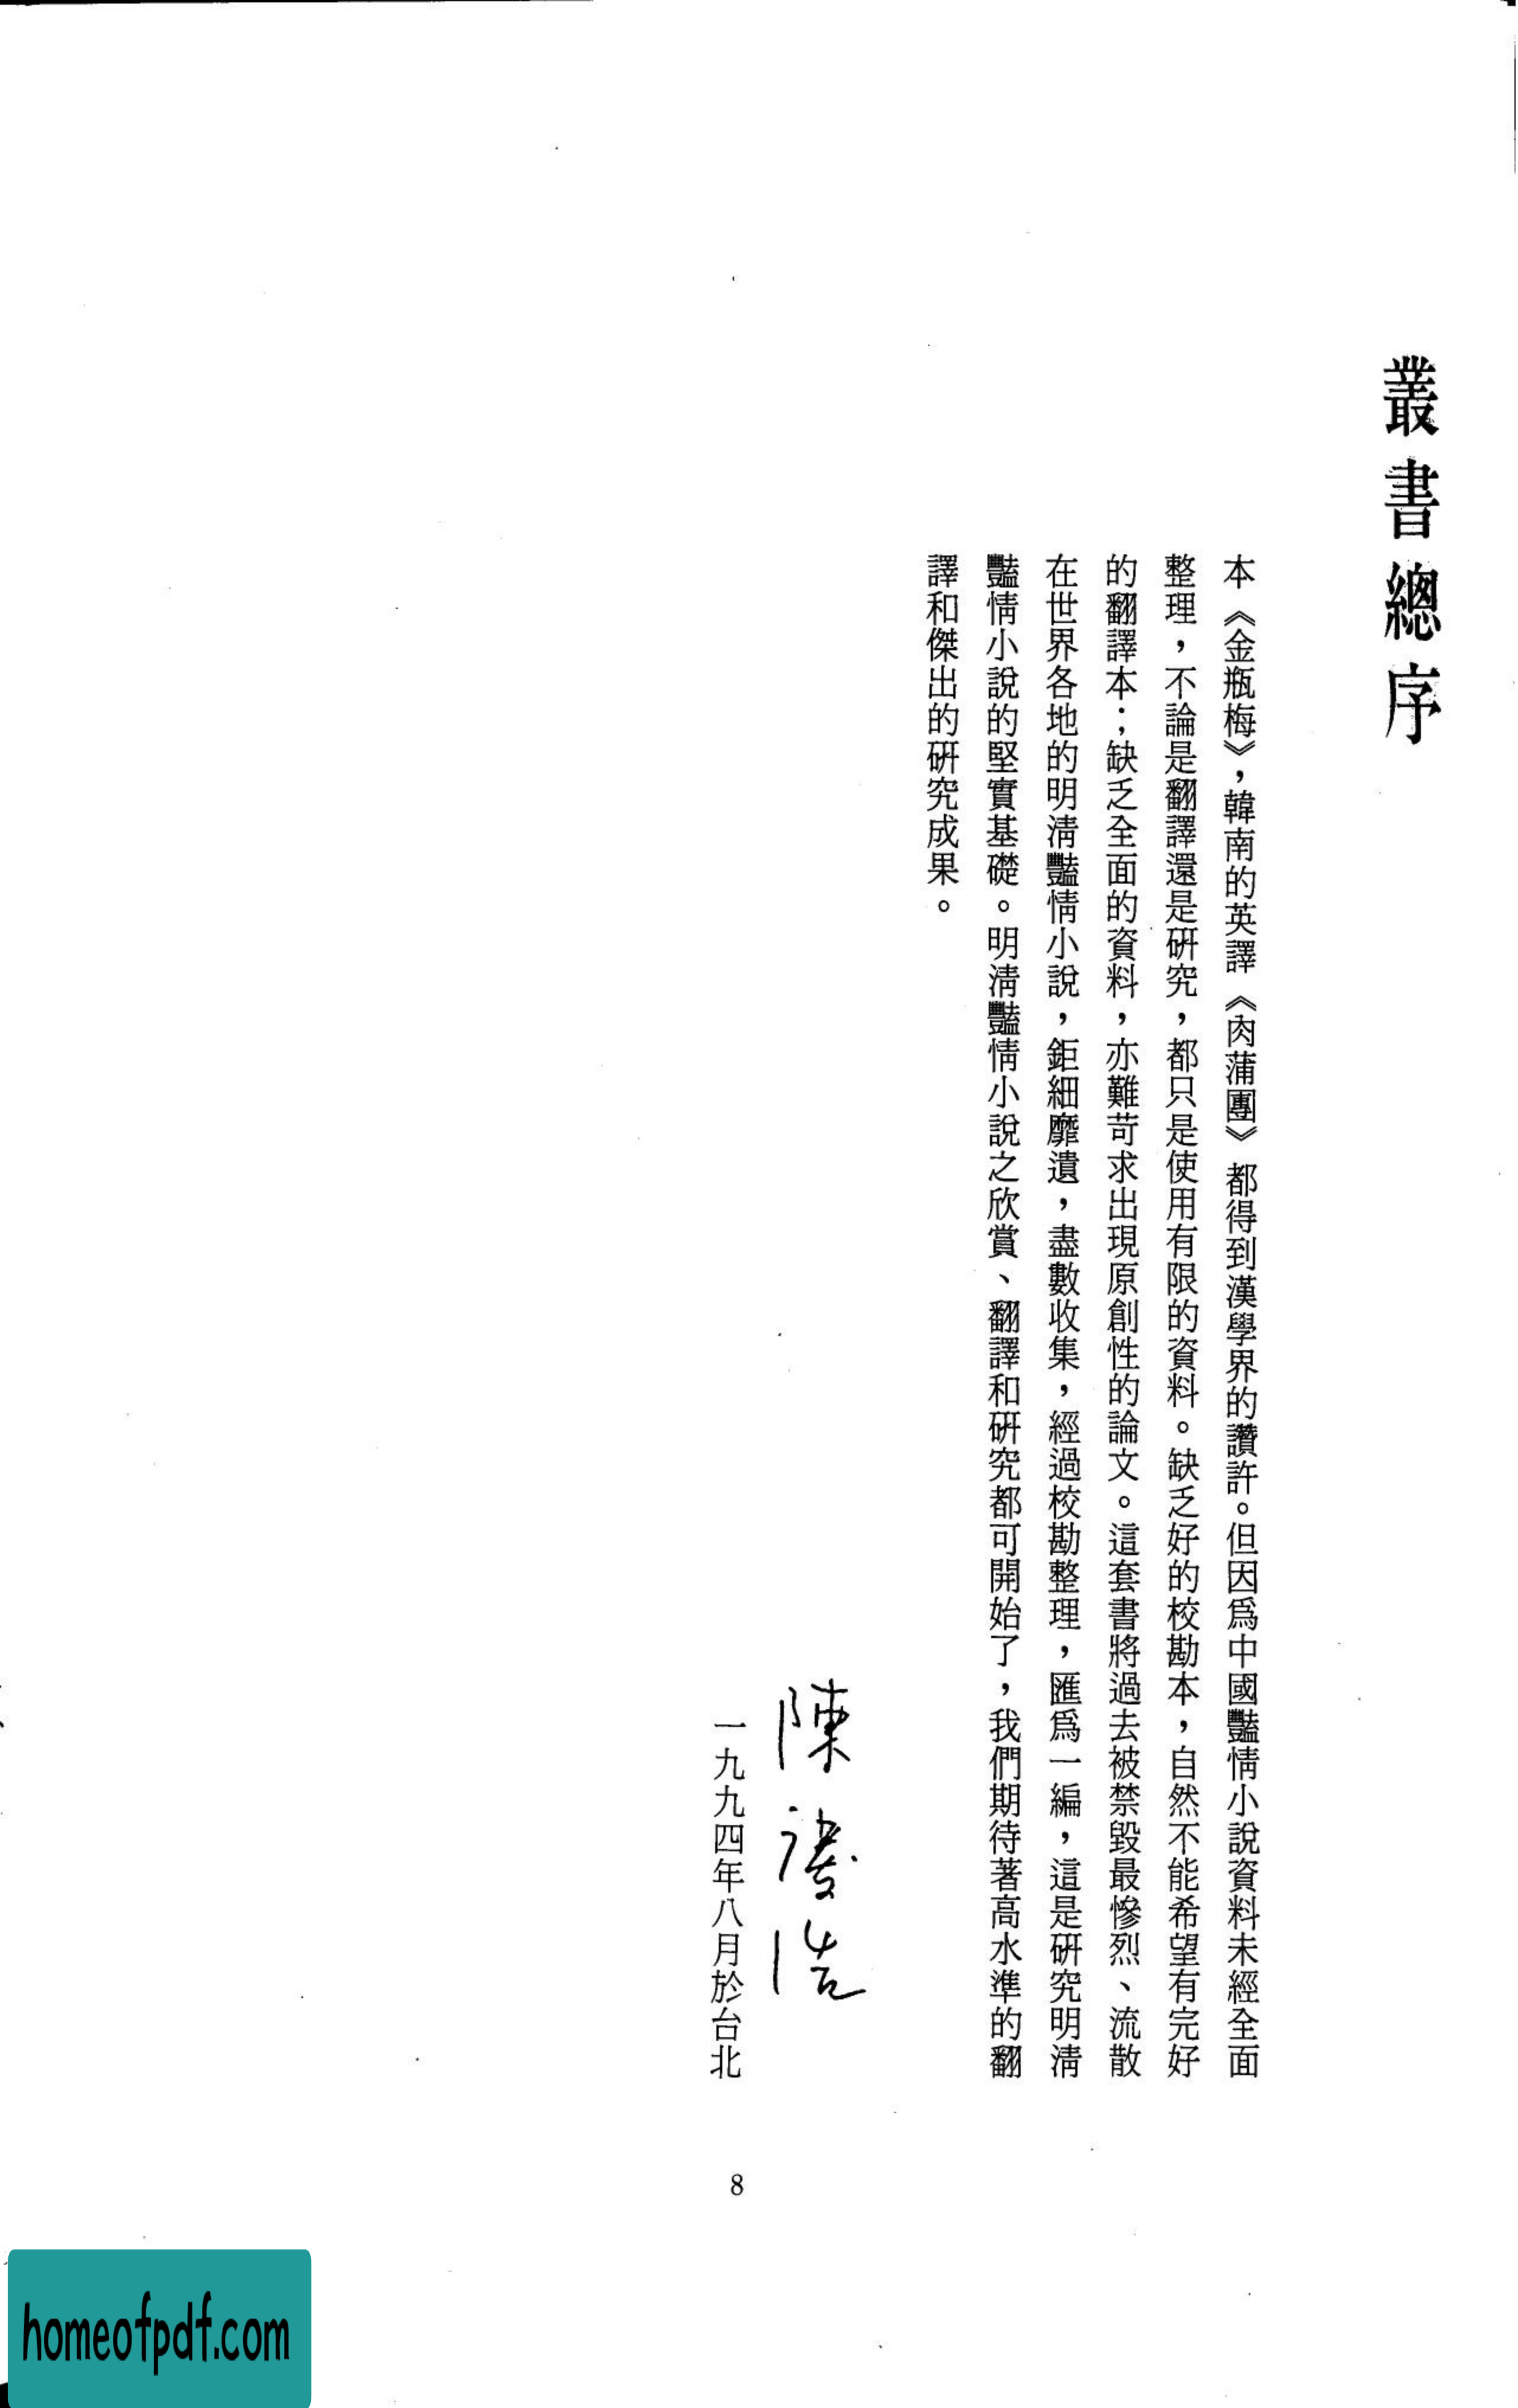 叢書總序
本《金瓶梅》，韓南的英譯《肉蒲團》都得到漢學界的讚許。但因爲中國豔情小說資料未經全面
整理，不論是翻譯還是研究，都只是使用有限的資料。缺乏好的校勘本，自然不能希望有完好
的翻譯本；缺乏全面的資料，亦難苛求出現原創性的論文。這套書將過去被禁毀最慘烈、流散
在世界各地的明清豔情小說，鉅細靡遺，盡數收集，經過校勘整理，匯爲一編，這是研究明清
豔情小說的堅實基礎。明清豔情小說之欣賞、翻譯和研究都可開始了，我們期待著高水準的翻
譯和傑出的研究成果。
陳慶浩
一九九四年八月於台北
8
homeofpdf.com